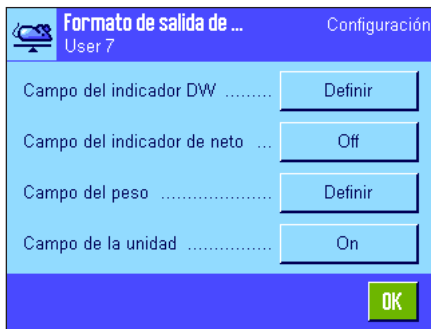 Formato de salida de ...
Configuración
User 7
Campo del indicador DW ......... Definir
Campo del indicador de neto ... Off
Campo del peso .................... Definir
Campo de la unidad ............... On
OK